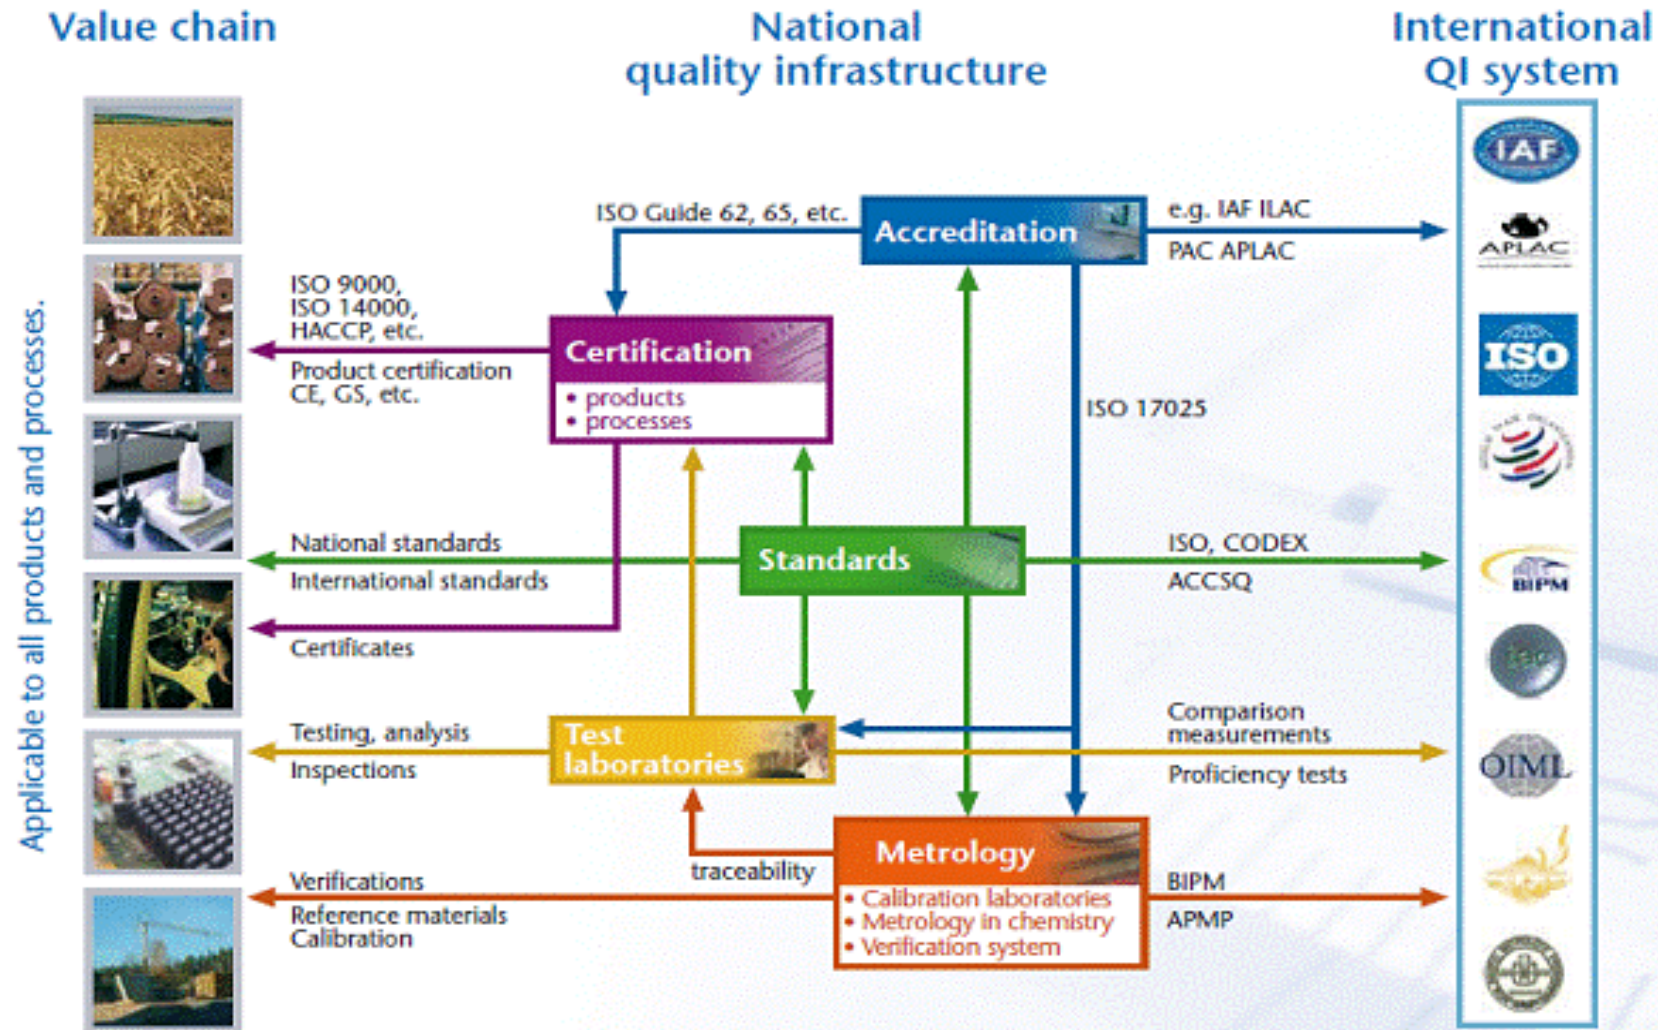 Value chain
National
quality infrastructure
International
QI system
Applicable to all products and processes.
ISO Guide 62, 65, etc.
Accreditation
e.g. IAF ILAC
PAC APLAC
ISO 9000,
ISO 14000,
HACCP, etc.
Product certification
CE, GS, etc.
Certification
• products
• processes
ISO 17025
National standards
International standards
Standards
ISO, CODEX
ACCSQ
Certificates
Testing, analysis
Inspections
Test
laboratories
Comparison
measurements
Proficiency tests
traceability
Verifications
Reference materials
Calibration
Metrology
• Calibration laboratories
• Metrology in chemistry
• Verification system
BIPM
APMP
IAF
APLAC
ISO
BIPM
OIML